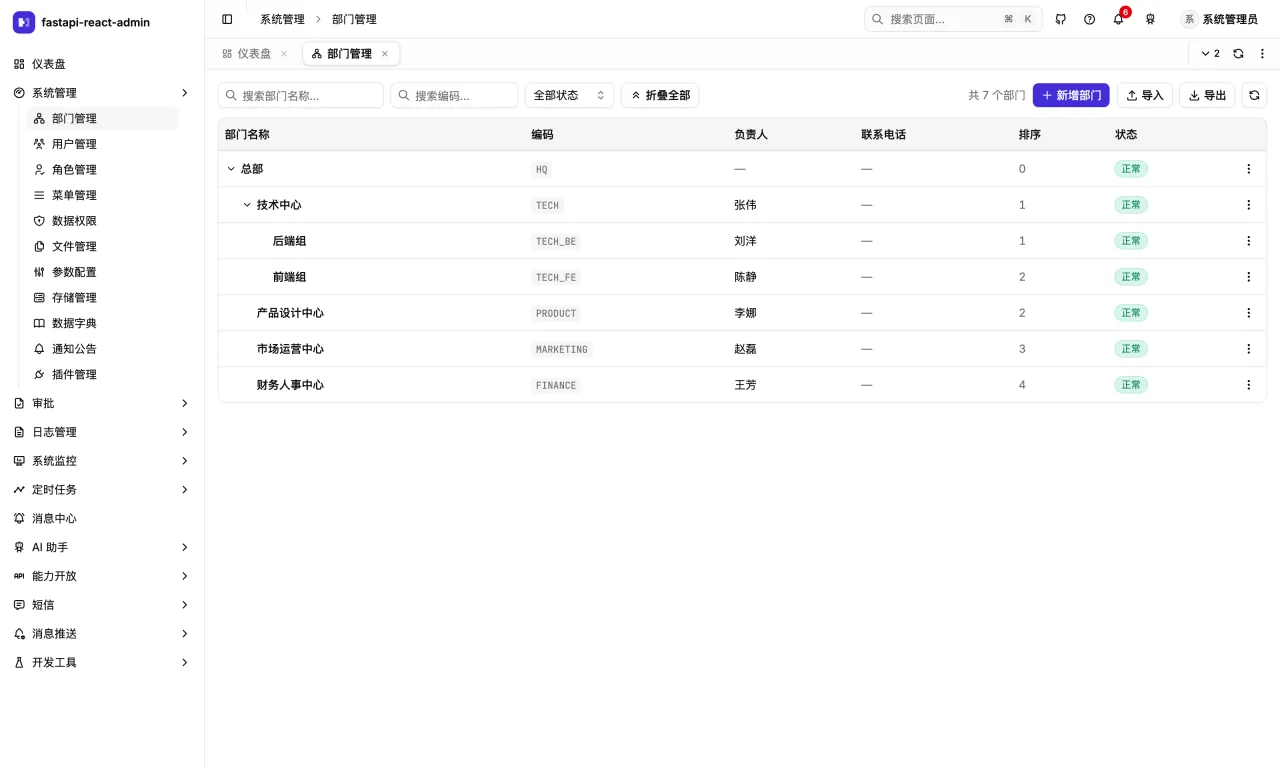 fastapi-react-admin
系统管理 部门管理
搜索页面... ⌘ K
6
系 系统管理员
仪表盘
部门管理
2
仪表盘
系统管理
部门管理
用户管理
角色管理
菜单管理
数据权限
文件管理
参数配置
存储管理
数据字典
通知公告
插件管理
审批
日志管理
系统监控
定时任务
消息中心
AI 助手
API 能力开放
短信
消息推送
开发工具
搜索部门名称... 搜索编码... 全部状态 折叠全部 共 7 个部门 新增部门 导入 导出
部门名称 编码 负责人 联系电话 排序 状态
总部 HQ — — 0 正常
技术中心 TECH 张伟 — 1 正常
后端组 TECH_BE 刘洋 — 1 正常
前端组 TECH_FE 陈静 — 2 正常
产品设计中心 PRODUCT 李娜 — 2 正常
市场运营中心 MARKETING 赵磊 — 3 正常
财务人事中心 FINANCE 王芳 — 4 正常